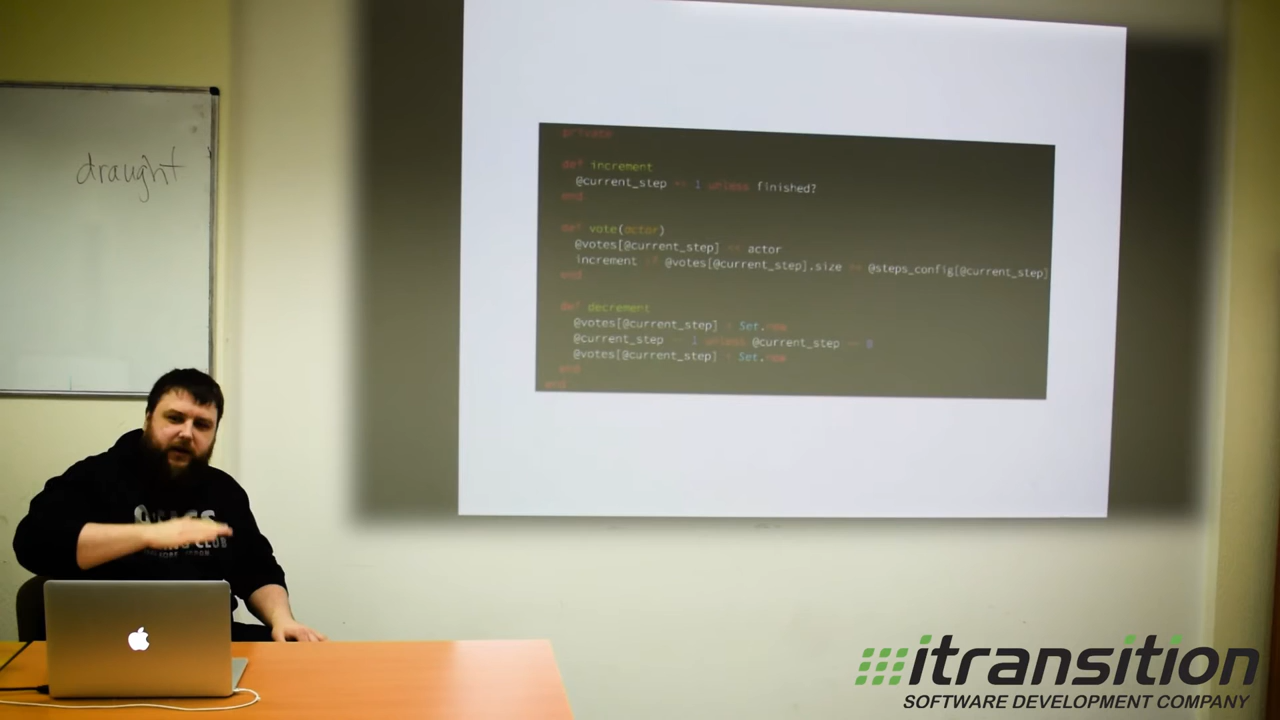 draught
private
def increment
@current_step += 1 unless finished?
end
def vote(actor)
@votes[@current_step] << actor
increment if @votes[@current_step].size == @steps_config[@current_step]
end
def decrement
@votes[@current_step] = Set.new
@current_step -= 1 unless @current_step == 0
@votes[@current_step] = Set.new
end
end
CLUB
itransition
SOFTWARE DEVELOPMENT COMPANY